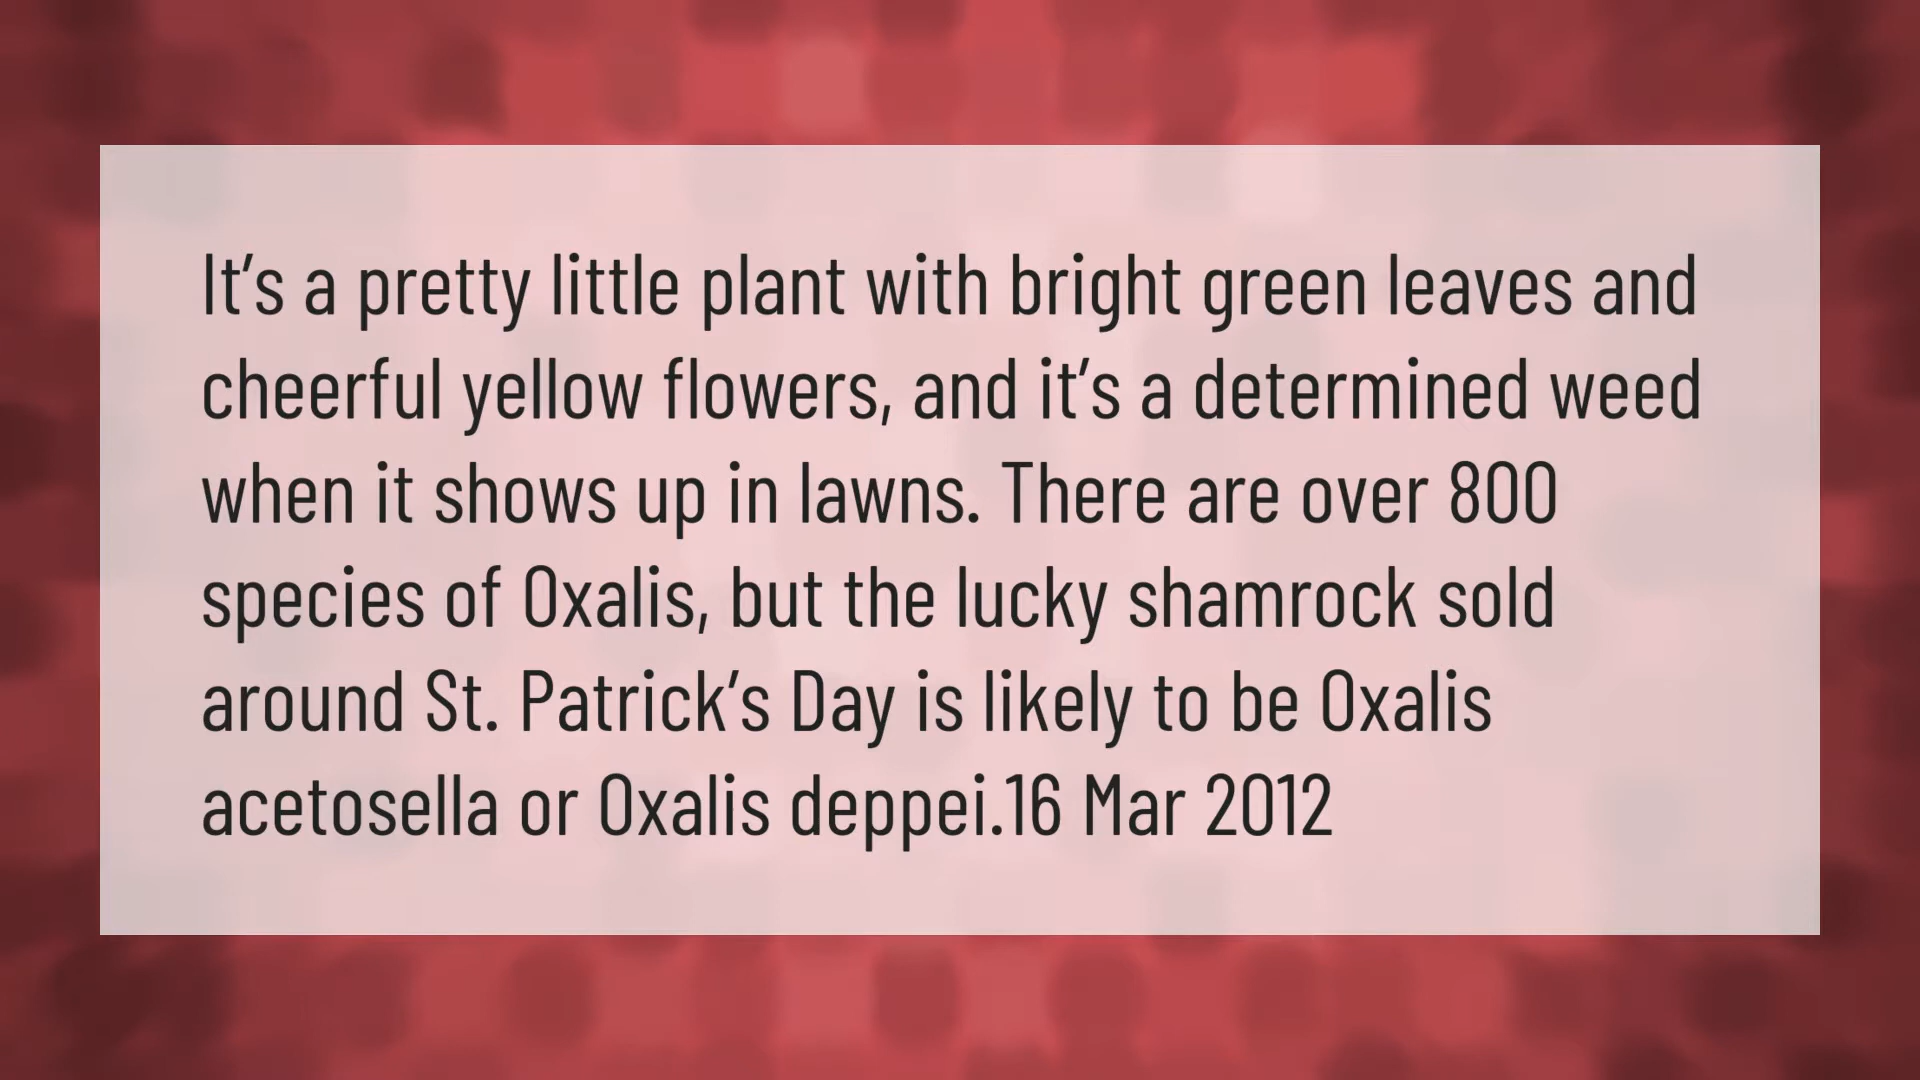 It’s a pretty little plant with bright green leaves and
cheerful yellow flowers, and it’s a determined weed
when it shows up in lawns. There are over 800
species of Oxalis, but the lucky shamrock sold
around St. Patrick’s Day is likely to be Oxalis
acetosella or Oxalis deppei.16 Mar 2012